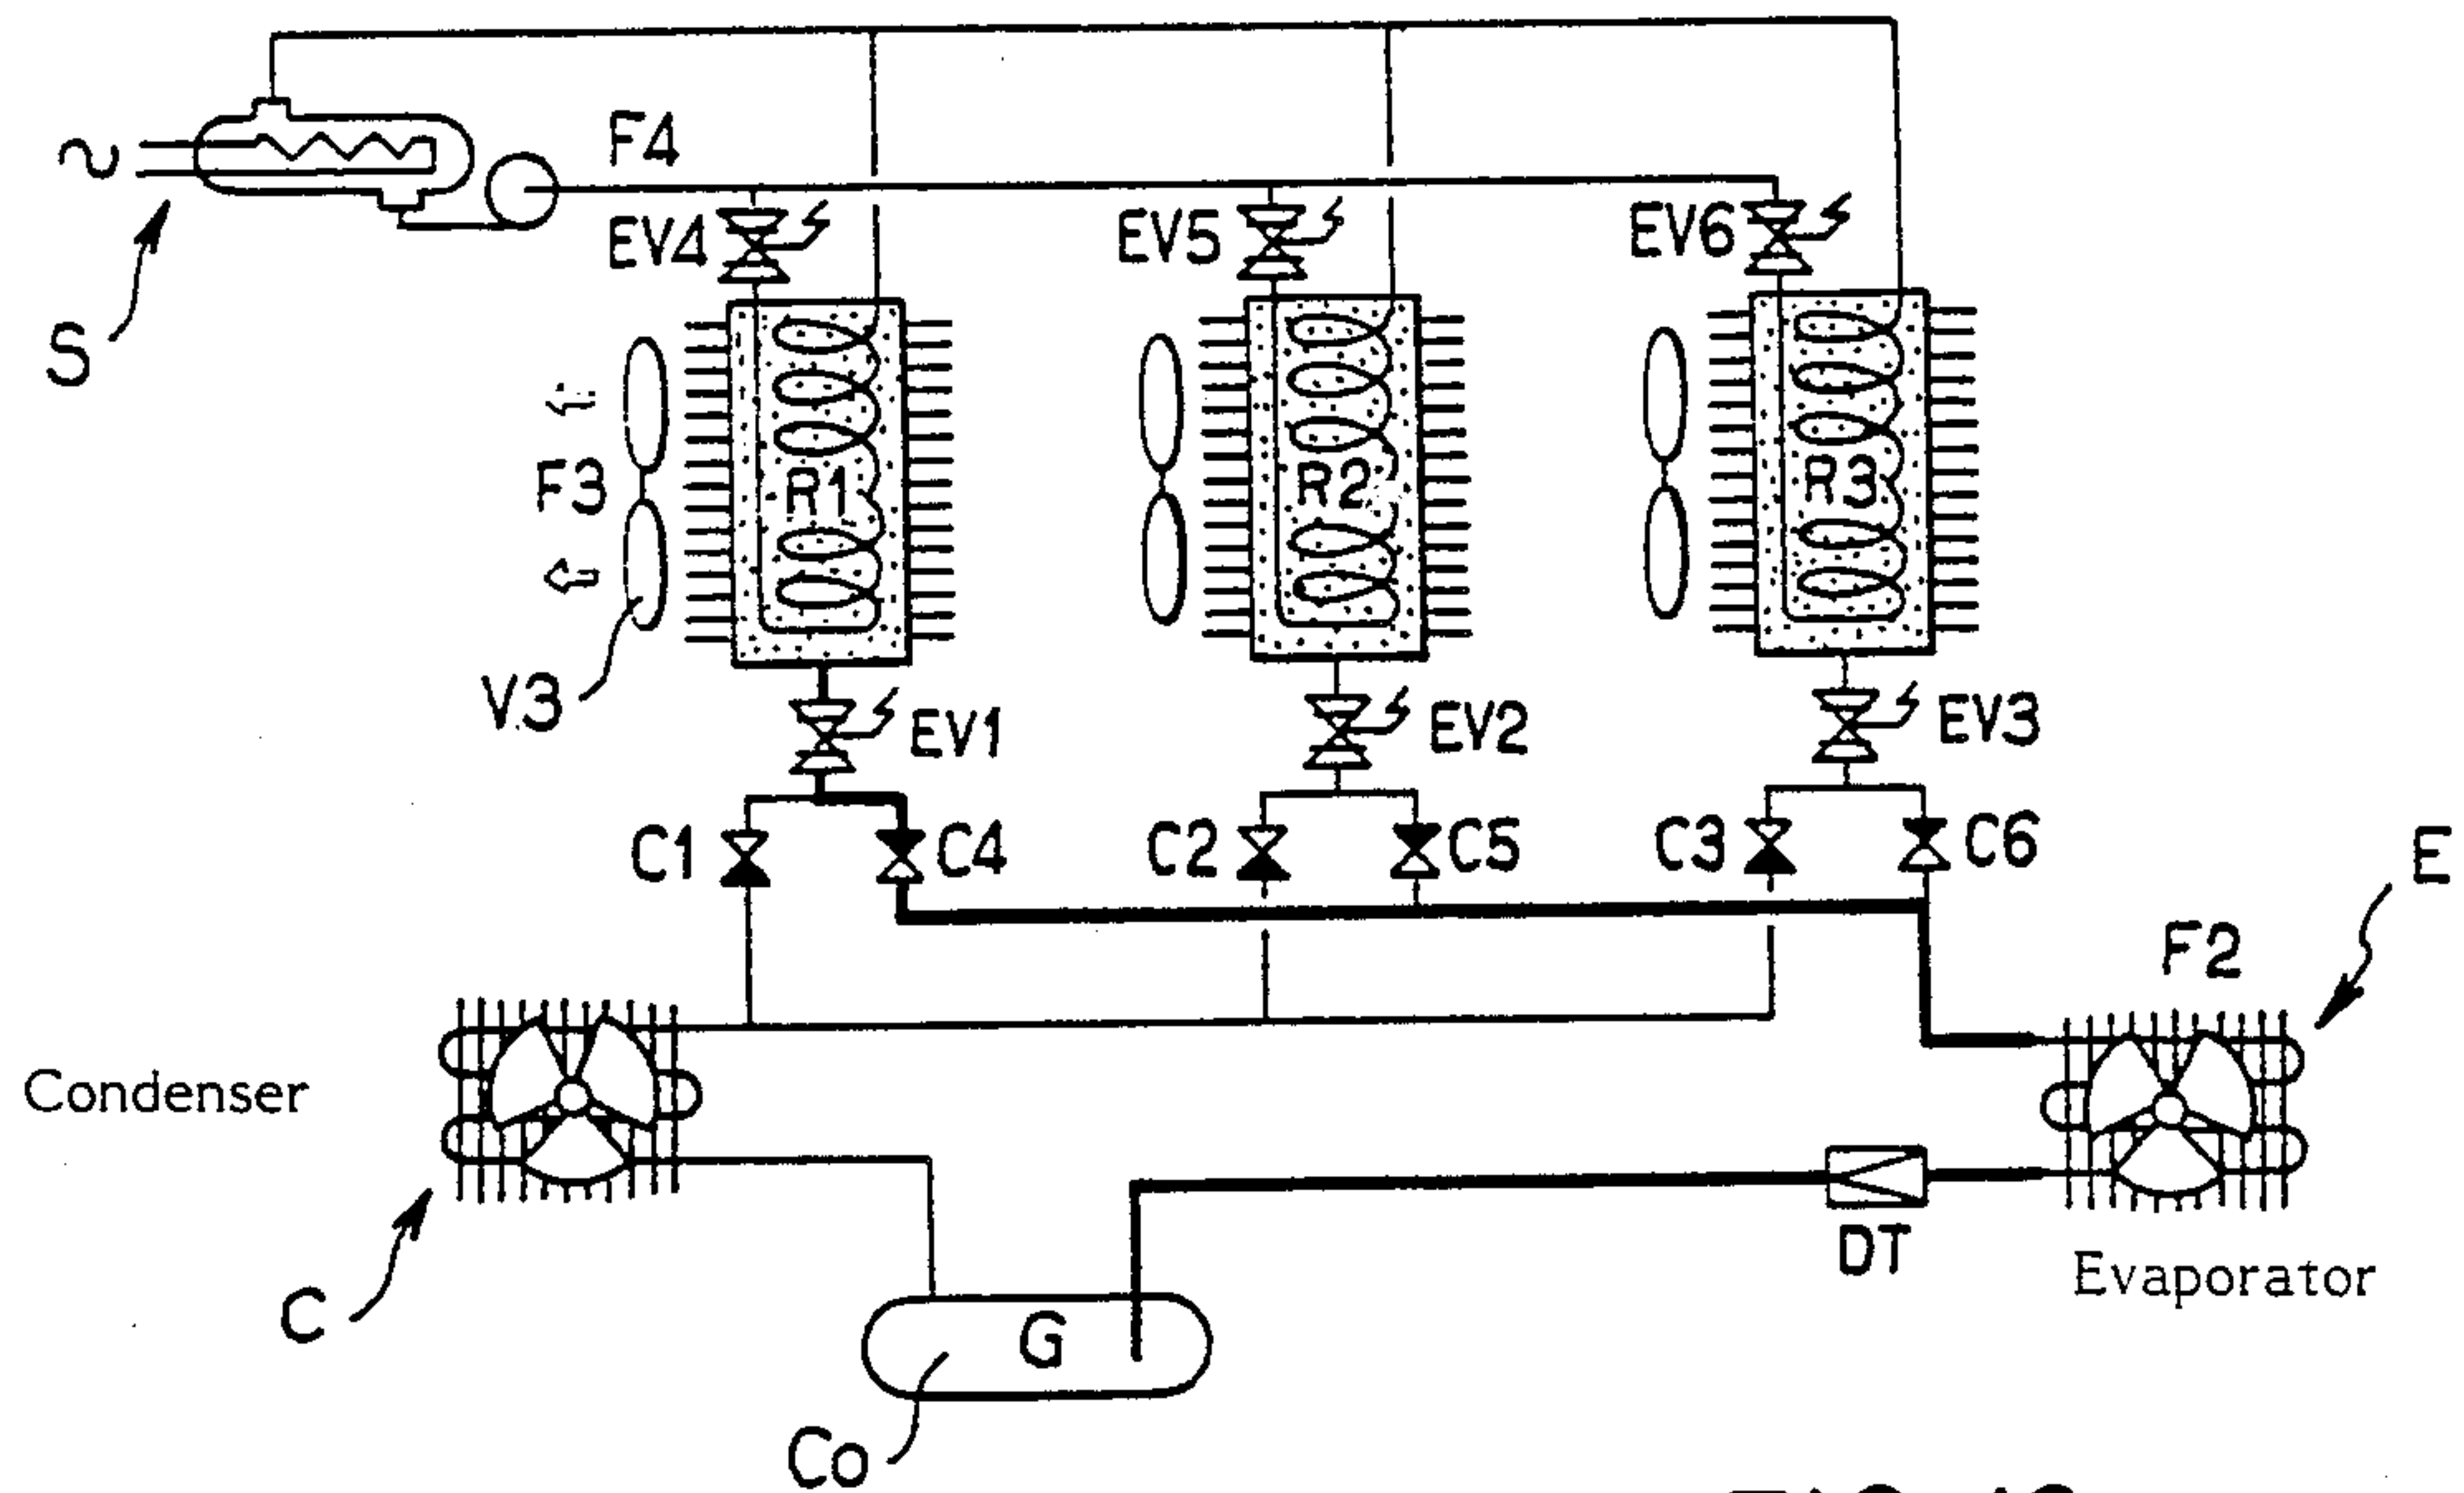 F4
EV4
EV5
EV6
S
F3
R1
R2
R3
V3
EV1
EV2
EV3
C1
C4
C2
C5
C3
C6
E
F2
Condenser
DT
Evaporator
C
G
Co